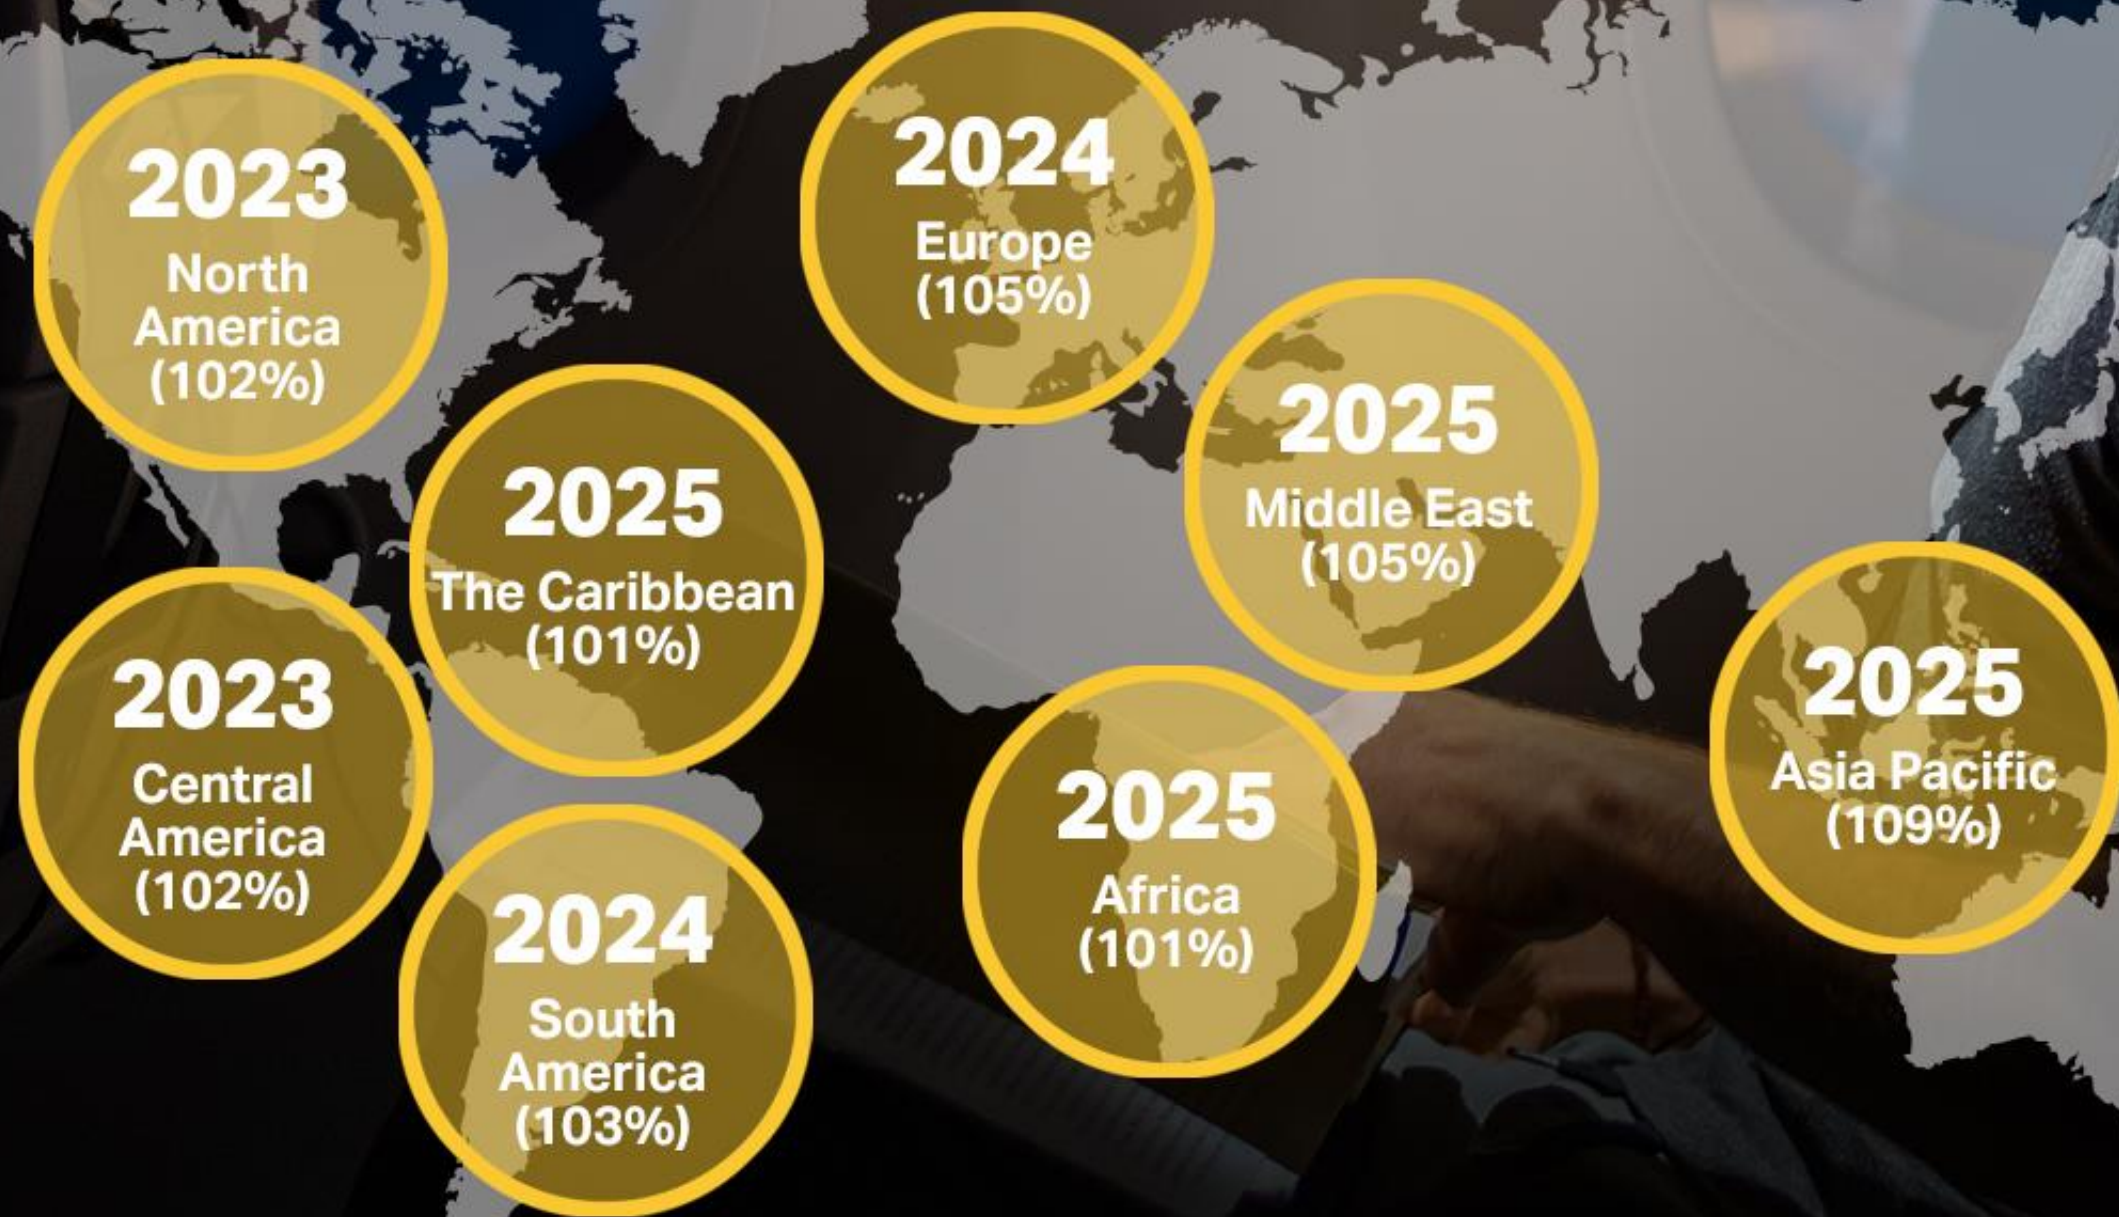 2023
North
America
(102%)
2024
Europe
(105%)
2025
The Caribbean
(101%)
2025
Middle East
(105%)
2023
Central
America
(102%)
2024
South
America
(103%)
2025
Africa
(101%)
2025
Asia Pacific
(109%)